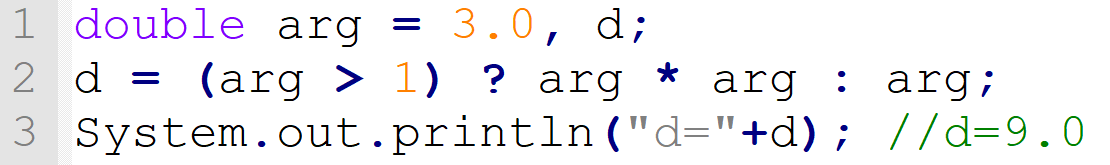 1 double arg = 3.0, d;
2 d = (arg > 1) ? arg * arg : arg;
3 System.out.println("d="+d); //d=9.0